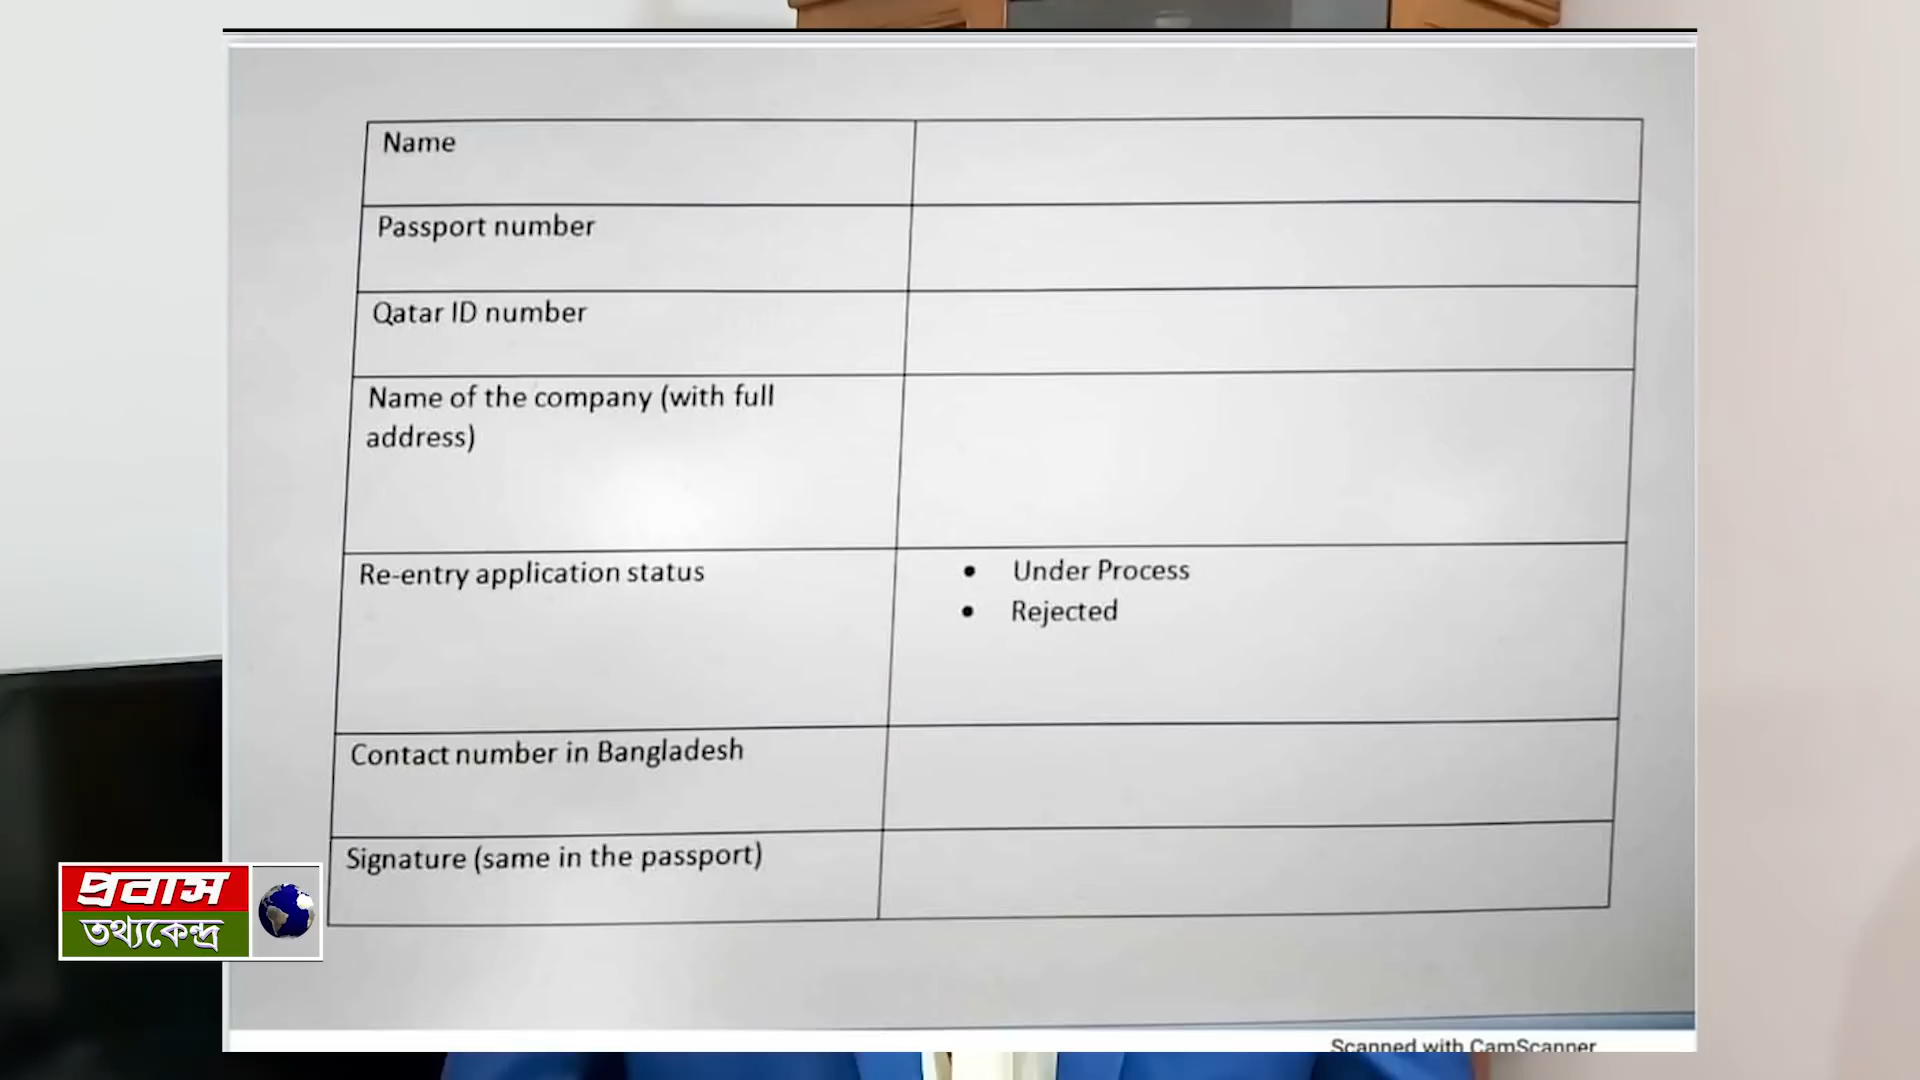 Name
Passport number
Qatar ID number
Name of the company (with full
address)
Re-entry application status
• Under Process
• Rejected
Contact number in Bangladesh
Signature (same in the passport)
প্রবাস
তথ্যকেন্দ্র
Scanned with CamScanner